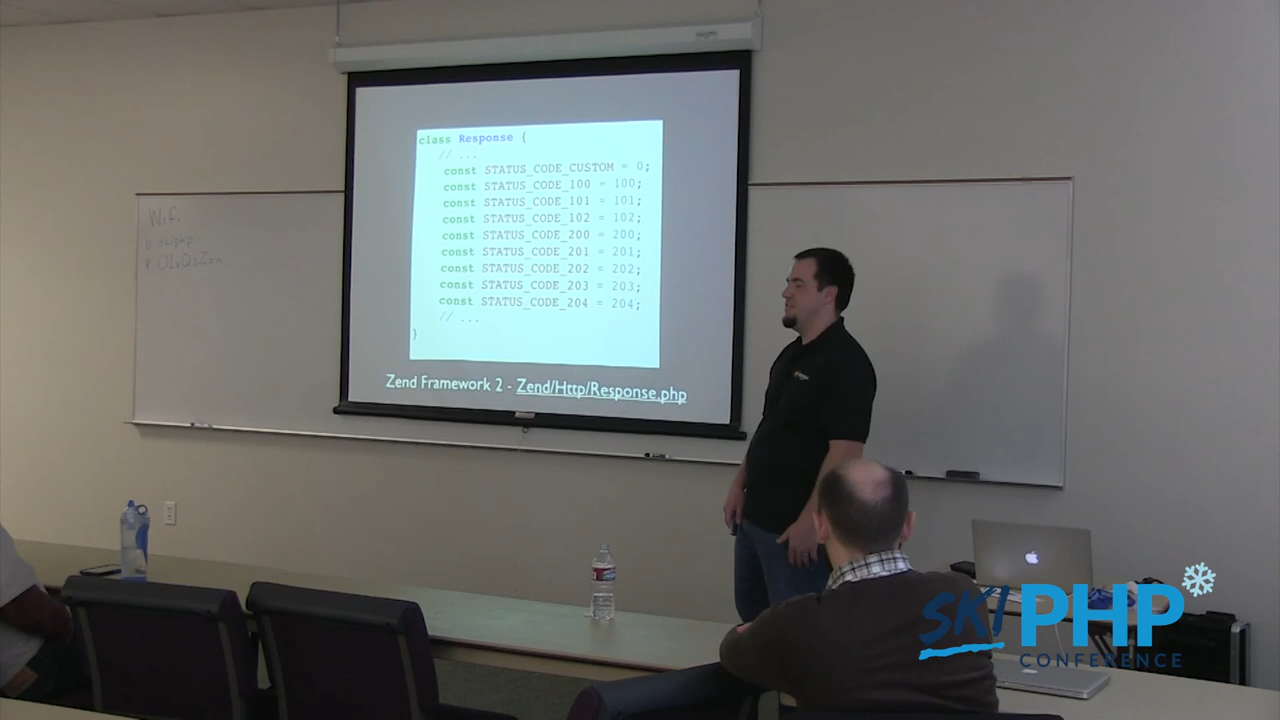 class Response {
// ...
const STATUS_CODE_CUSTOM = 0;
const STATUS_CODE_100 = 100;
const STATUS_CODE_101 = 101;
const STATUS_CODE_102 = 102;
const STATUS_CODE_200 = 200;
const STATUS_CODE_201 = 201;
const STATUS_CODE_202 = 202;
const STATUS_CODE_203 = 203;
const STATUS_CODE_204 = 204;
// ...
}
Zend Framework 2 - Zend/Http/Response.php
Wifi
SKI PHP
CONFERENCE